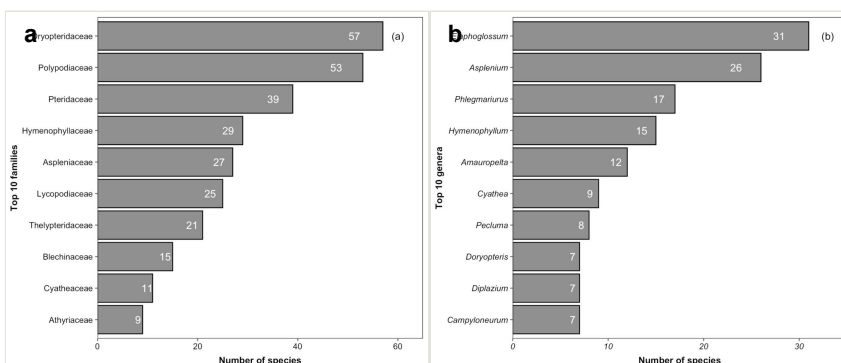 a
57
(a)
Polypodiaceae
53
Pteridaceae
39
Hymenophyllaceae
29
Aspleniaceae
27
Lycopodiaceae
25
Thelypteridaceae
21
Blechinaceae
15
Cyatheaceae
11
Athyriaceae
9
0
20
40
60
Number of species
Top 10 families
b
31
(b)
Asplenium
26
Phlegmariurus
17
Hymenophyllum
15
Amauropelta
12
Cyathea
9
Pecluma
8
Doryopteris
7
Diplazium
7
Campyloneurum
7
0
10
20
30
Number of species
Top 10 genera